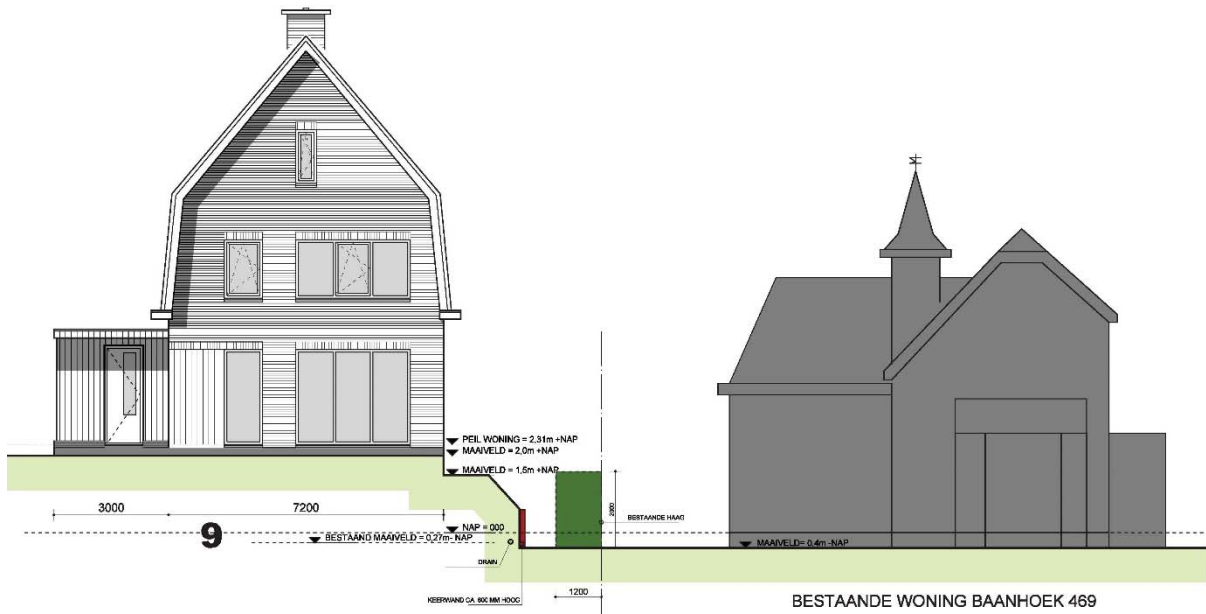 PEIL WONING = 2,31m +NAP
MAAIVELD = 2,0m +NAP
MAAIVELD = 1,5m +NAP
3000
7200
9
NAP = 000
BESTAAND MAAIVELD = 0,27m- NAP
DRAIN
KEERWAND CA. 600 MM HOOG
BESTAANDE HAAG
1200
MAAIVELD= 0,4m -NAP
BESTAANDE WONING BAANHOEK 469